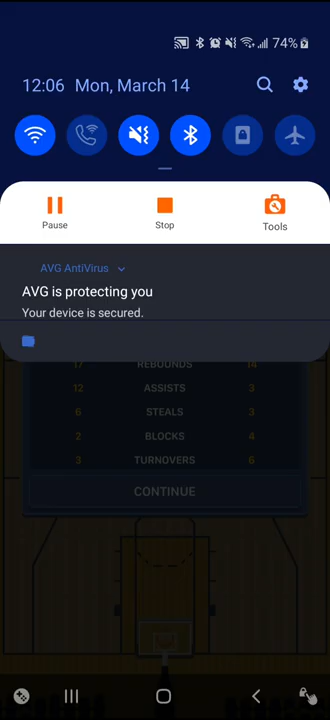 74%
12:06 Mon, March 14
Pause Stop Tools
AVG AntiVirus
AVG is protecting you
Your device is secured.
17 REBOUNDS 14
12 ASSISTS 3
6 STEALS 3
2 BLOCKS 4
3 TURNOVERS 6
CONTINUE